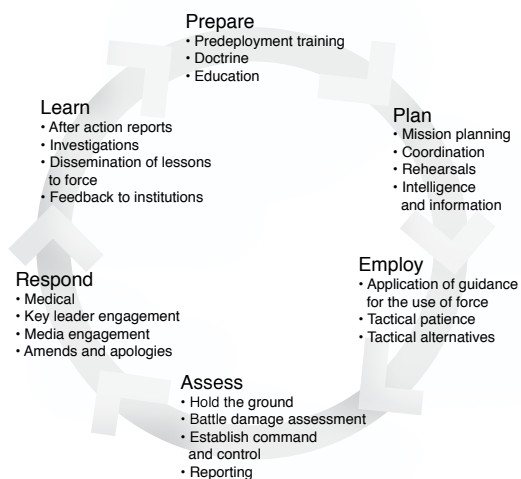 Prepare
• Predeployment training
• Doctrine
• Education
Plan
• Mission planning
• Coordination
• Rehearsals
• Intelligence
and information
Employ
• Application of guidance
for the use of force
• Tactical patience
• Tactical alternatives
Assess
• Hold the ground
• Battle damage assessment
• Establish command
and control
• Reporting
Respond
• Medical
• Key leader engagement
• Media engagement
• Amends and apologies
Learn
• After action reports
• Investigations
• Dissemination of lessons
to force
• Feedback to institutions